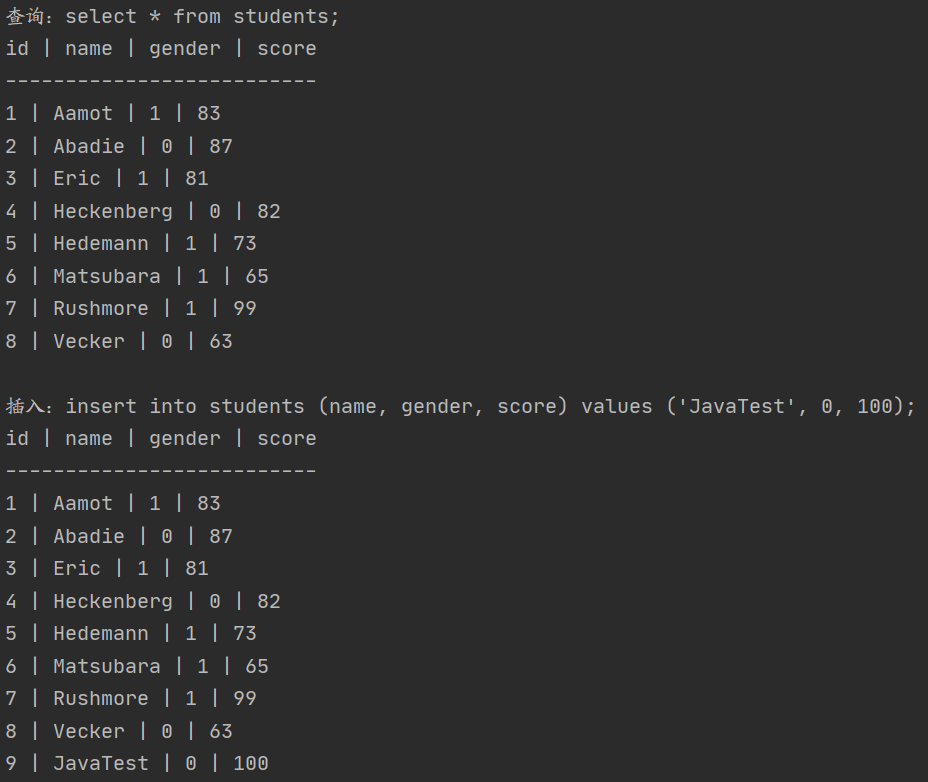 查询：select * from students;
id | name | gender | score
--------------------------
1 | Aamot | 1 | 83
2 | Abadie | 0 | 87
3 | Eric | 1 | 81
4 | Heckenberg | 0 | 82
5 | Hedemann | 1 | 73
6 | Matsubara | 1 | 65
7 | Rushmore | 1 | 99
8 | Vecker | 0 | 63
插入：insert into students (name, gender, score) values ('JavaTest', 0, 100);
id | name | gender | score
--------------------------
1 | Aamot | 1 | 83
2 | Abadie | 0 | 87
3 | Eric | 1 | 81
4 | Heckenberg | 0 | 82
5 | Hedemann | 1 | 73
6 | Matsubara | 1 | 65
7 | Rushmore | 1 | 99
8 | Vecker | 0 | 63
9 | JavaTest | 0 | 100